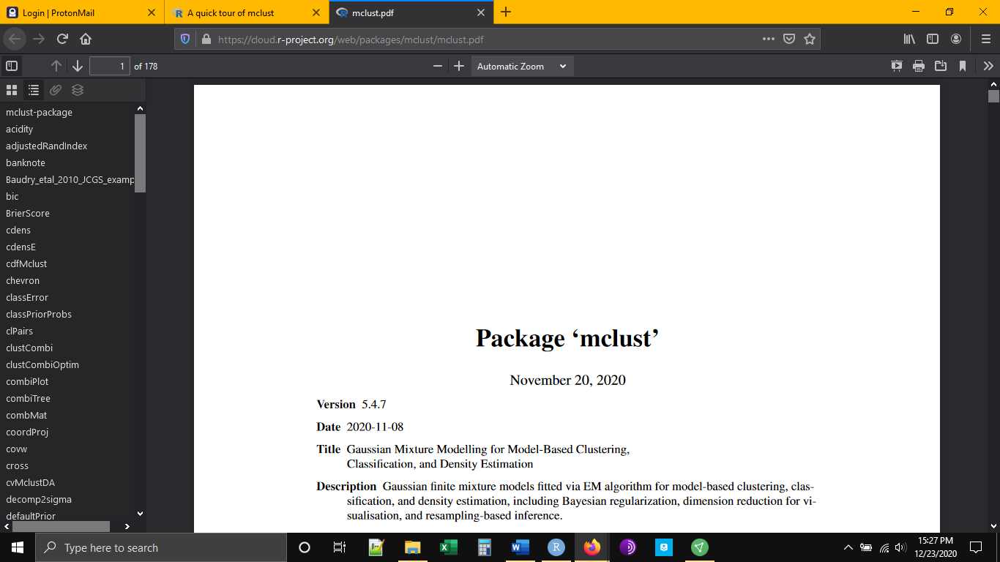 Login | ProtonMail
A quick tour of mclust
mclust.pdf
https://cloud.r-project.org/web/packages/mclust/mclust.pdf
1 of 178
Automatic Zoom
mclust-package
acidity
adjustedRandIndex
banknote
Baudry_etal_2010_JCGS_examp
bic
BrierScore
cdens
cdensE
cdfMclust
chevron
classError
classPriorProbs
clPairs
clustCombi
clustCombiOptim
combiPlot
combiTree
combMat
coordProj
covw
cross
cvMclustDA
decomp2sigma
defaultPrior
Package ‘mclust’
November 20, 2020
Version 5.4.7
Date 2020-11-08
Title Gaussian Mixture Modelling for Model-Based Clustering,
Classification, and Density Estimation
Description Gaussian finite mixture models fitted via EM algorithm for model-based clustering, clas-
sification, and density estimation, including Bayesian regularization, dimension reduction for vi-
sualisation, and resampling-based inference.
Type here to search
15:27 PM
12/23/2020